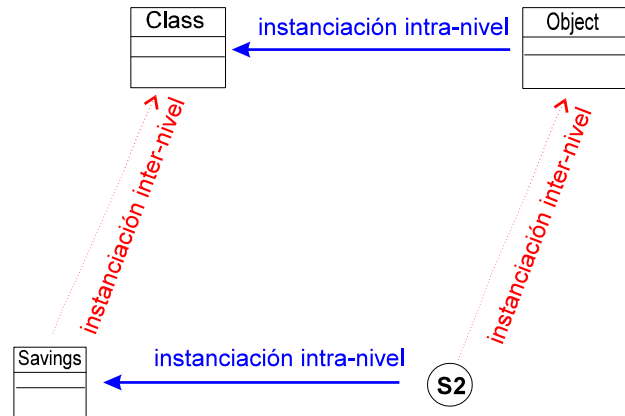 Class
instanciación intra-nivel
Object
instanciación inter-nivel
instanciación inter-nivel
Savings
instanciación intra-nivel
S2